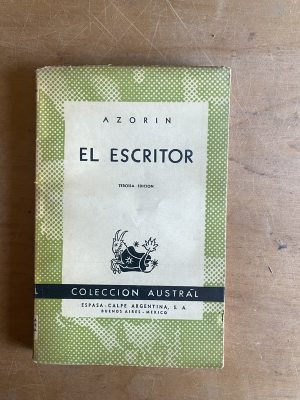 AZORIN
EL ESCRITOR
TERCERA EDICION
COLECCION AUSTRAL
ESPASA-CALPE ARGENTINA, S. A.
BUENOS AIRES-MEXICO